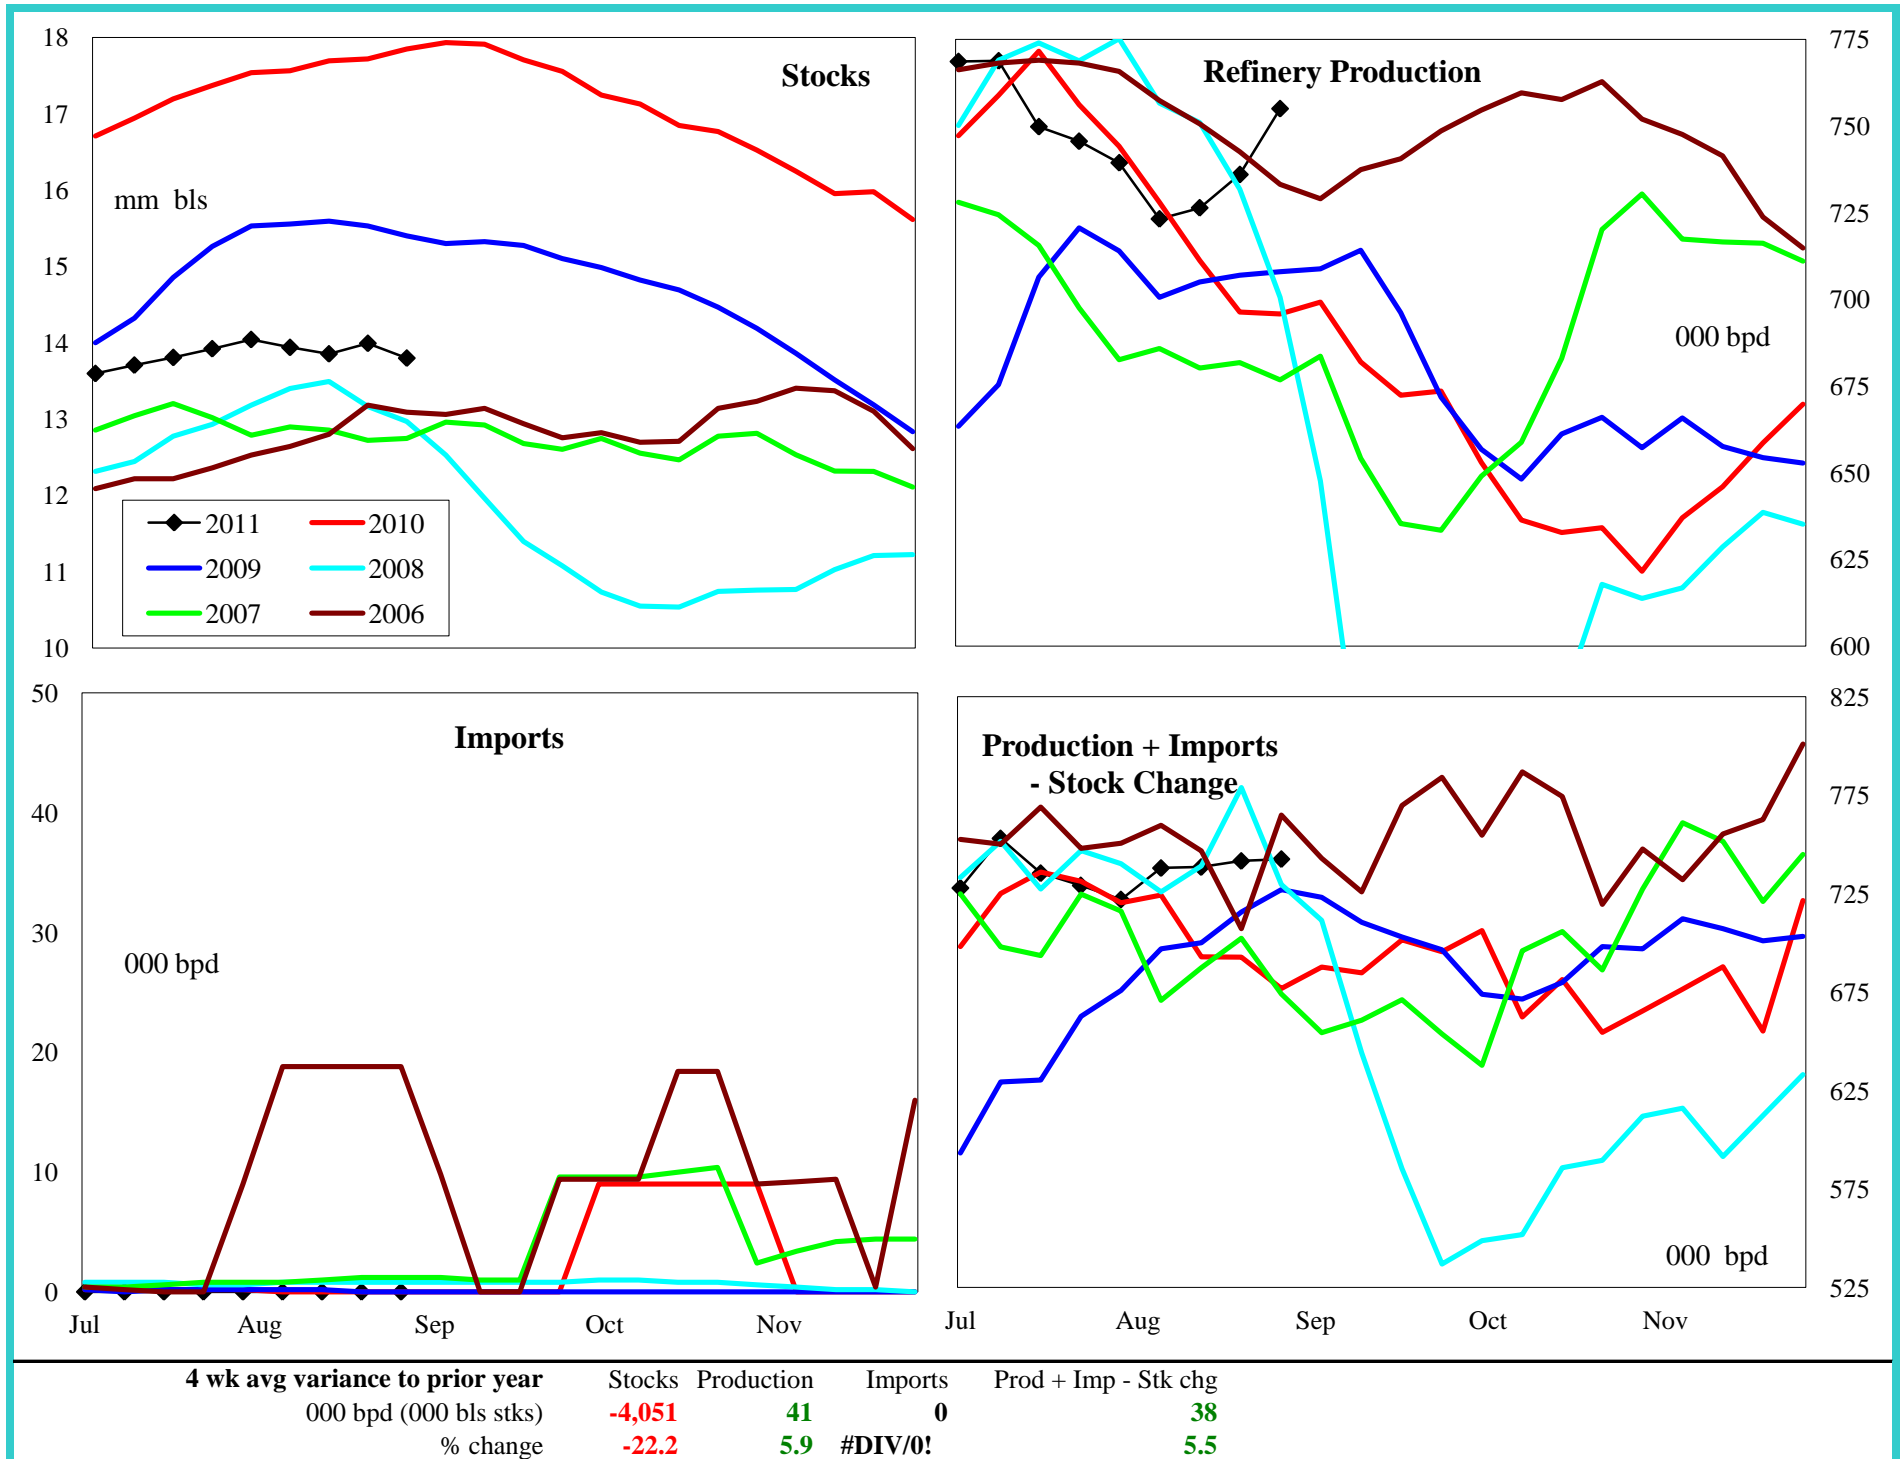 Stocks
mm bls
18
17
16
15
14
13
12
11
10
2011
2010
2009
2008
2007
2006
Refinery Production
000 bpd
775
750
725
700
675
650
625
600
Imports
000 bpd
50
40
30
20
10
0
Jul Aug Sep Oct Nov
Production + Imports
- Stock Change
000 bpd
825
775
725
675
625
575
525
Jul Aug Sep Oct Nov
4 wk avg variance to prior year Stocks Production Imports Prod + Imp - Stk chg
000 bpd (000 bls stks) -4,051 41 0 38
% change -22.2 5.9 #DIV/0! 5.5